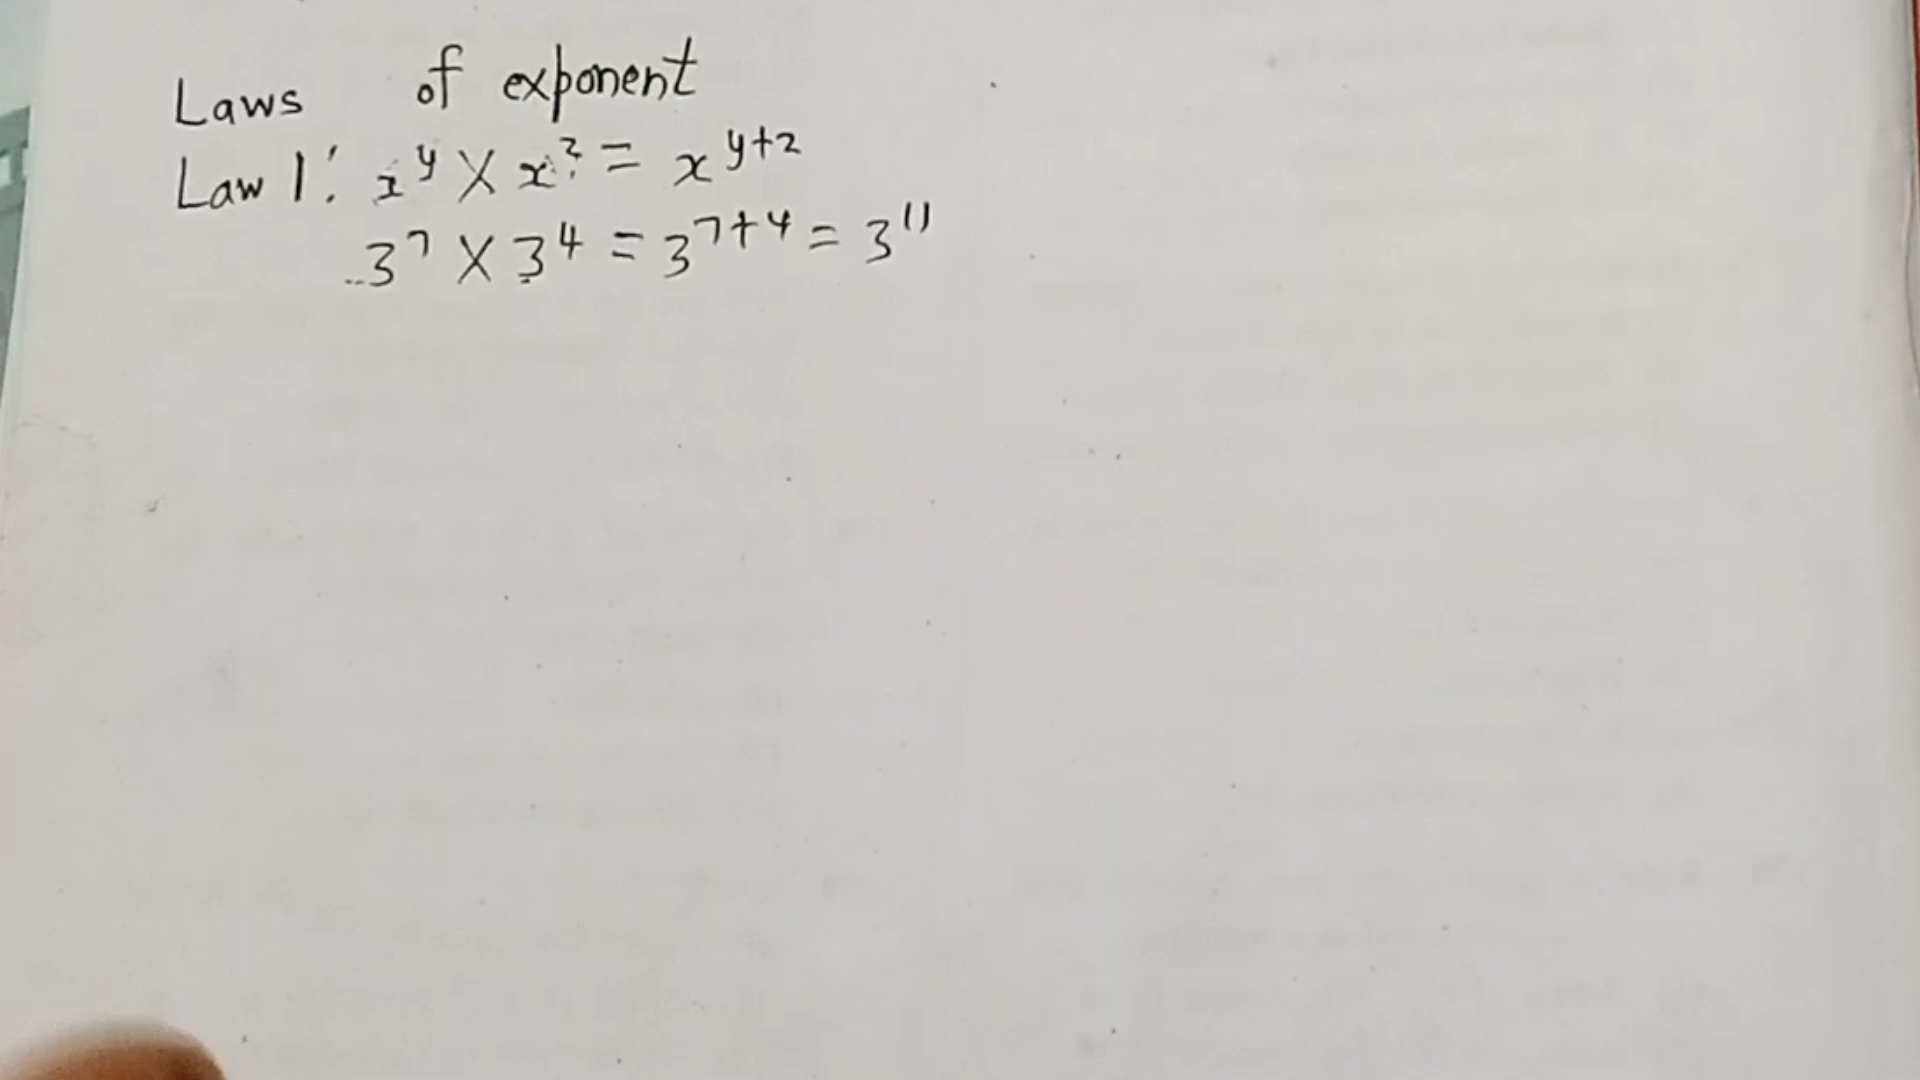 Laws of exponent
Law 1: x^y × x^z = x^y+z
3^7 × 3^4 = 3^7+4 = 3^11